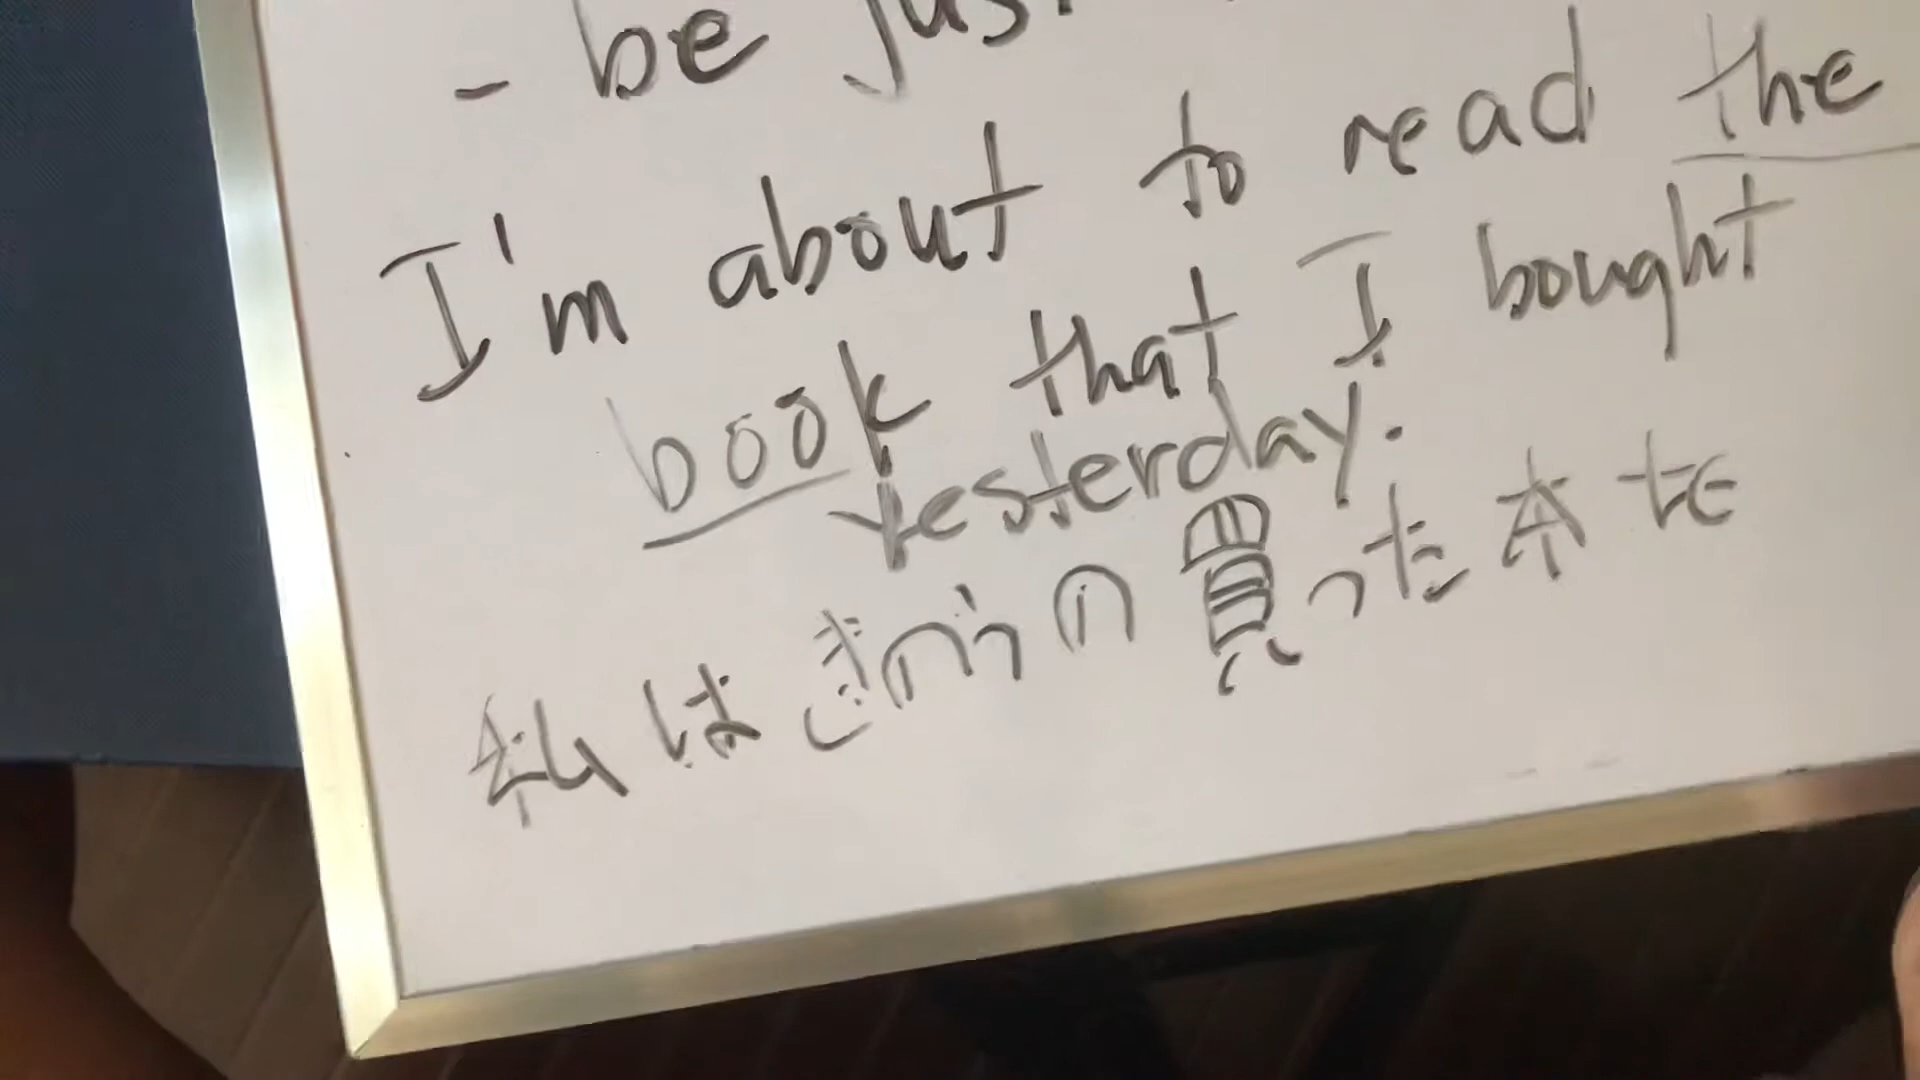 - be just
I'm about to read the
book that I bought
yesterday.
私はきのうの買った本を